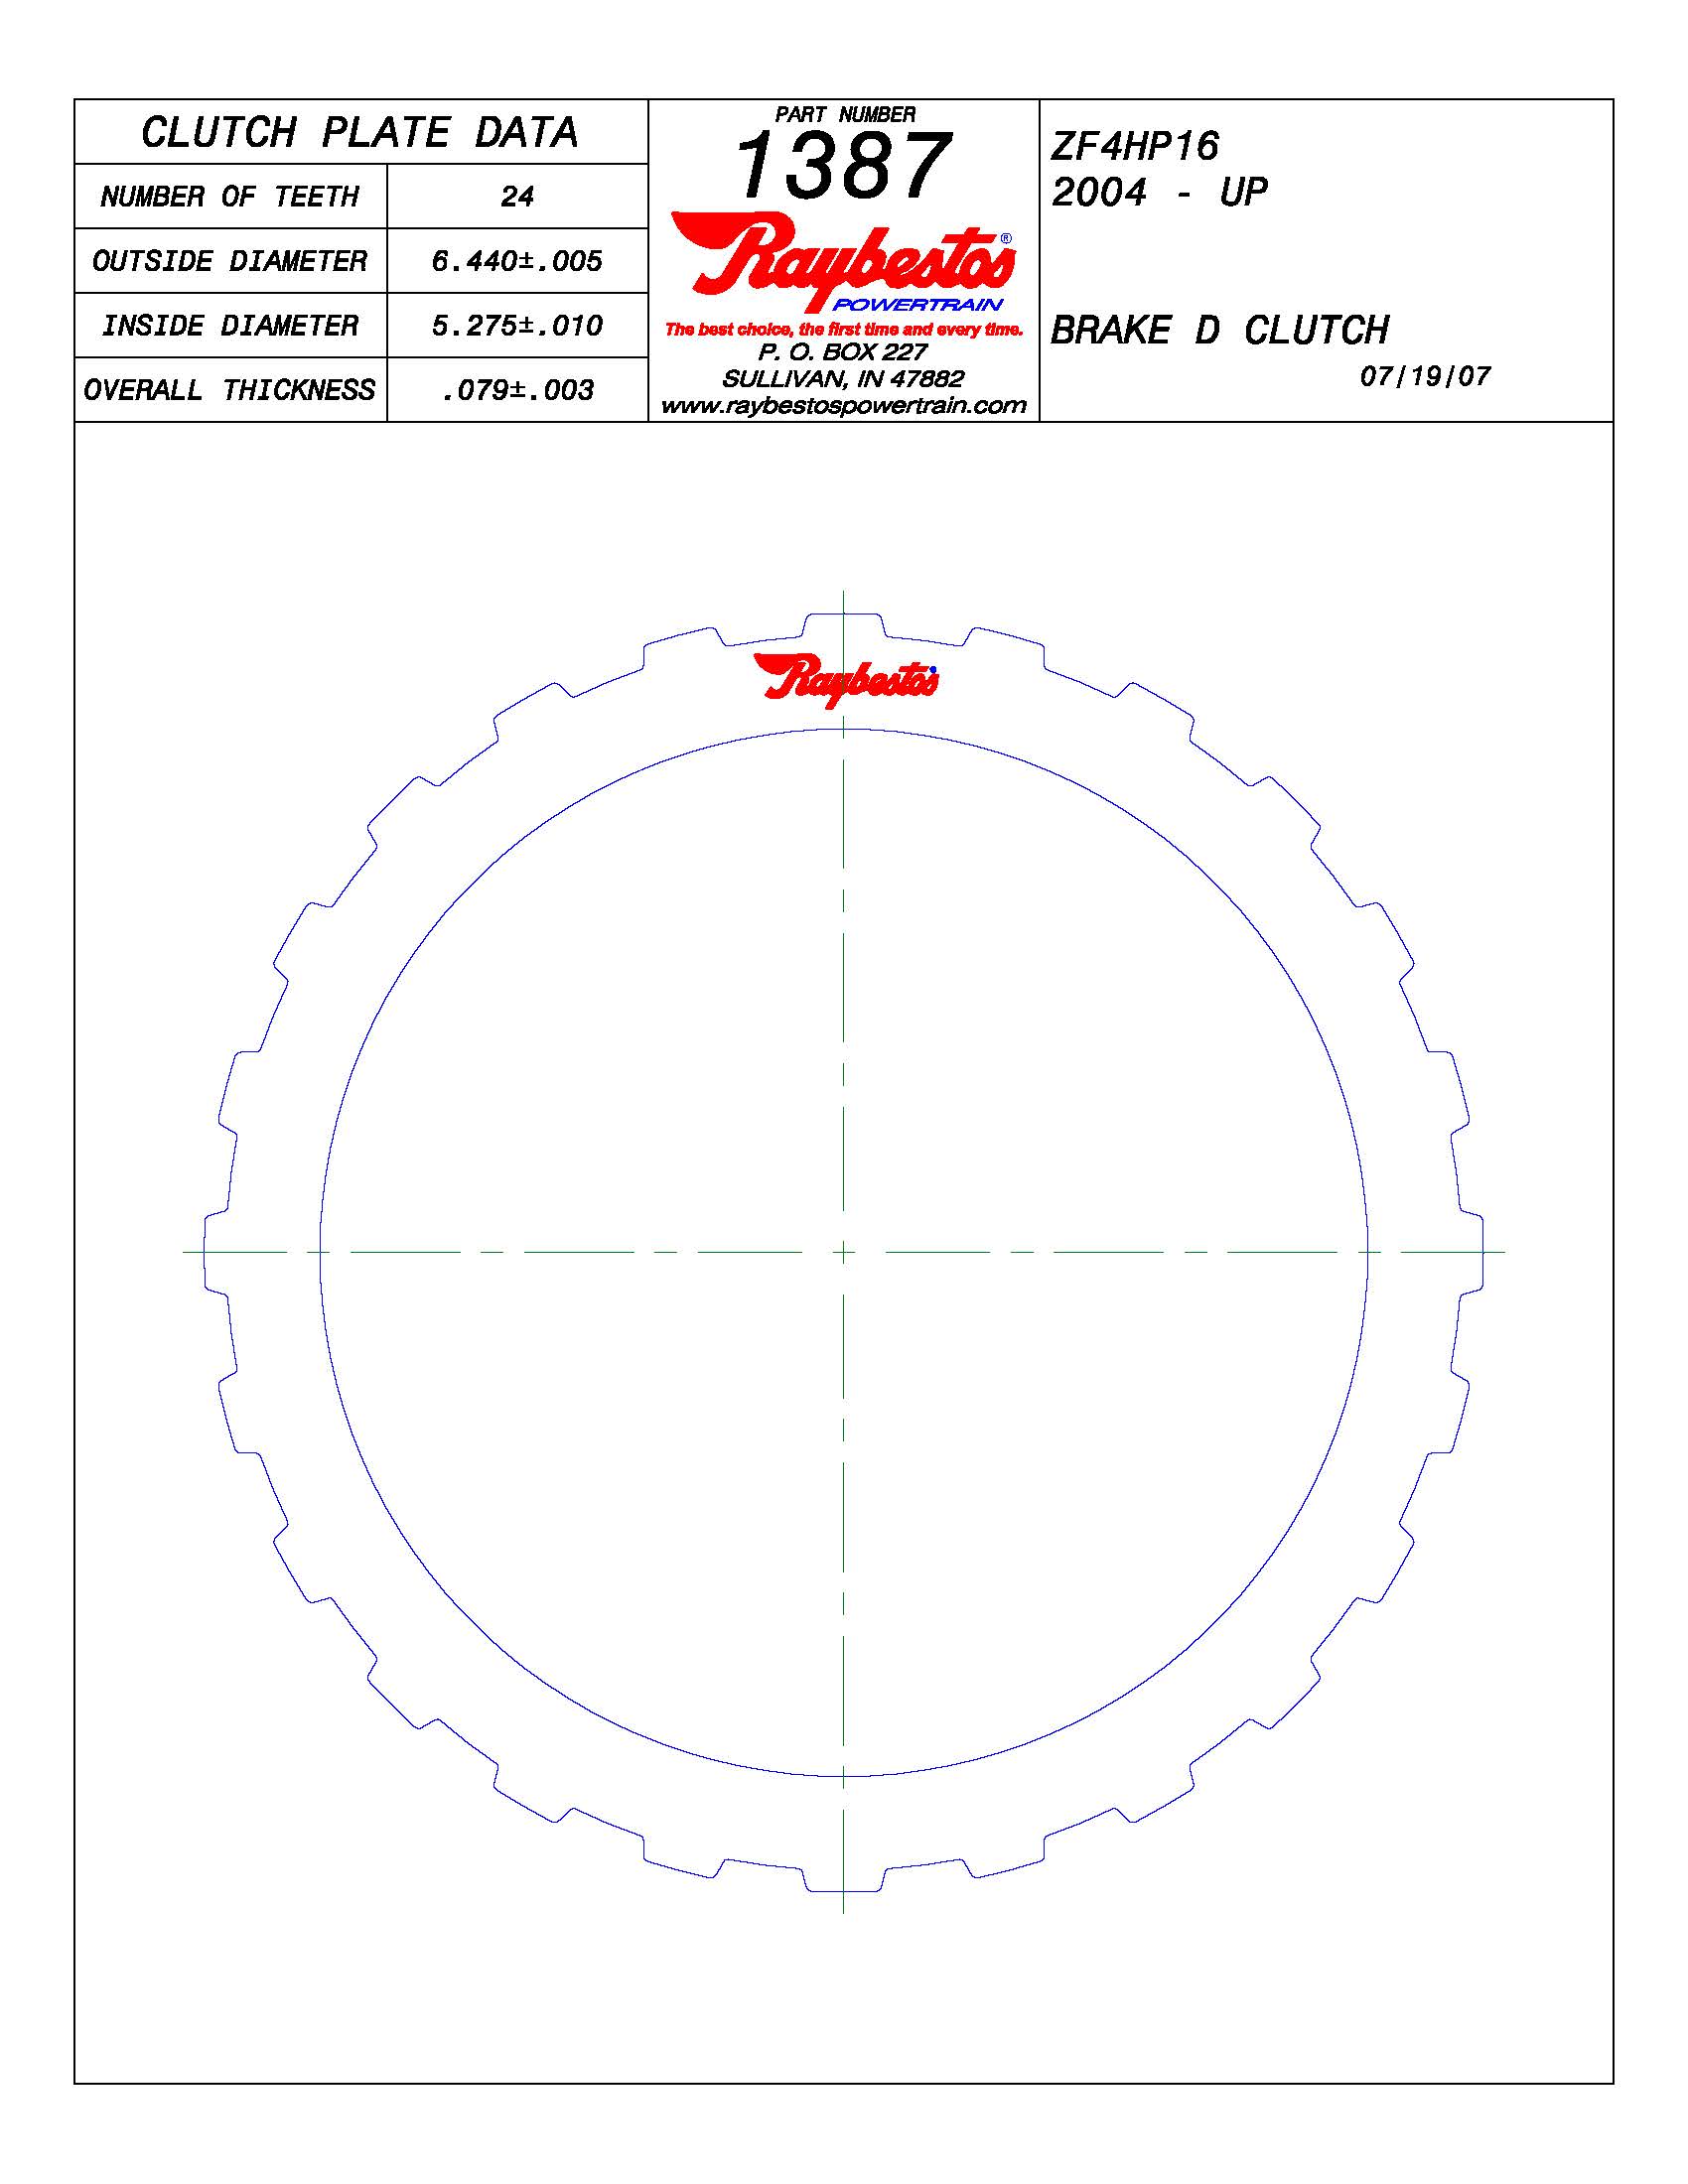 CLUTCH PLATE DATA
NUMBER OF TEETH 24
OUTSIDE DIAMETER 6.440±.005
INSIDE DIAMETER 5.275±.010
OVERALL THICKNESS .079±.003
PART NUMBER
1387
Raybestos®
POWERTRAIN
The best choice, the first time and every time.
P. O. BOX 227
SULLIVAN, IN 47882
www.raybestospowertrain.com
ZF4HP16
2004 - UP
BRAKE D CLUTCH
07/19/07
Raybestos